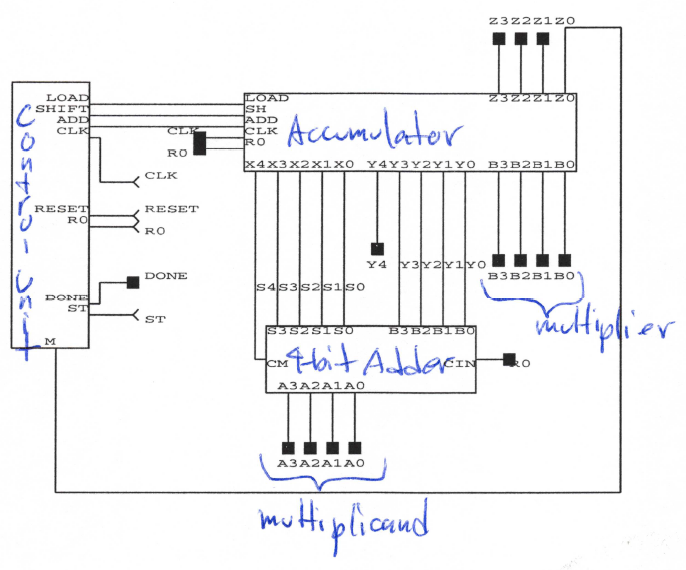 Z3Z2Z1Z0
LOAD LOAD Z3Z2Z1Z0
SHIFT SH
ADD ADD
CLK CLK CLK
R0 R0
Control Unit
Accumulator
X4X3X2X1X0 Y4Y3Y2Y1Y0 B3B2B1B0
CLK
RESET RESET
R0 R0
Y4 Y3Y2Y1Y0
B3B2B1B0
DONE
S4S3S2S1S0
DONE
ST ST
multiplier
M
S3S2S1S0 B3B2B1B0
4bit Adder
CM CIN R0
A3A2A1A0
A3A2A1A0
multiplicand